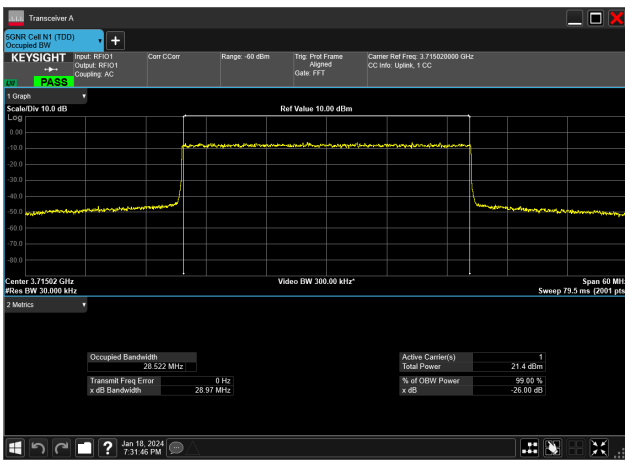 Transceiver A
5GNR Cell N1 (TDD)
Occupied BW
KEYSIGHT
PASS
Input: RFIO1
Output: RFIO1
Coupling: AC
Corr CCorr
Range: -60 dBm
Trig: Prot Frame
Aligned
Gate: FFT
Carrier Ref Freq: 3.715020000 GHz
CC Info: Uplink, 1 CC
1 Graph
Scale/Div 10.0 dB
Ref Value 10.00 dBm
Log
0.00
-10.0
-20.0
-30.0
-40.0
-50.0
-60.0
-70.0
-80.0
Center 3.71502 GHz
Video BW 300.00 kHz*
Span 60 MHz
#Res BW 30.000 kHz
Sweep 79.5 ms (2001 pts
2 Metrics
Occupied Bandwidth
28.522 MHz
Transmit Freq Error 0 Hz
x dB Bandwidth 28.97 MHz
Active Carrier(s) 1
Total Power 21.4 dBm
% of OBW Power 99.00 %
x dB -26.00 dB
Jan 18, 2024
7:31:46 PM